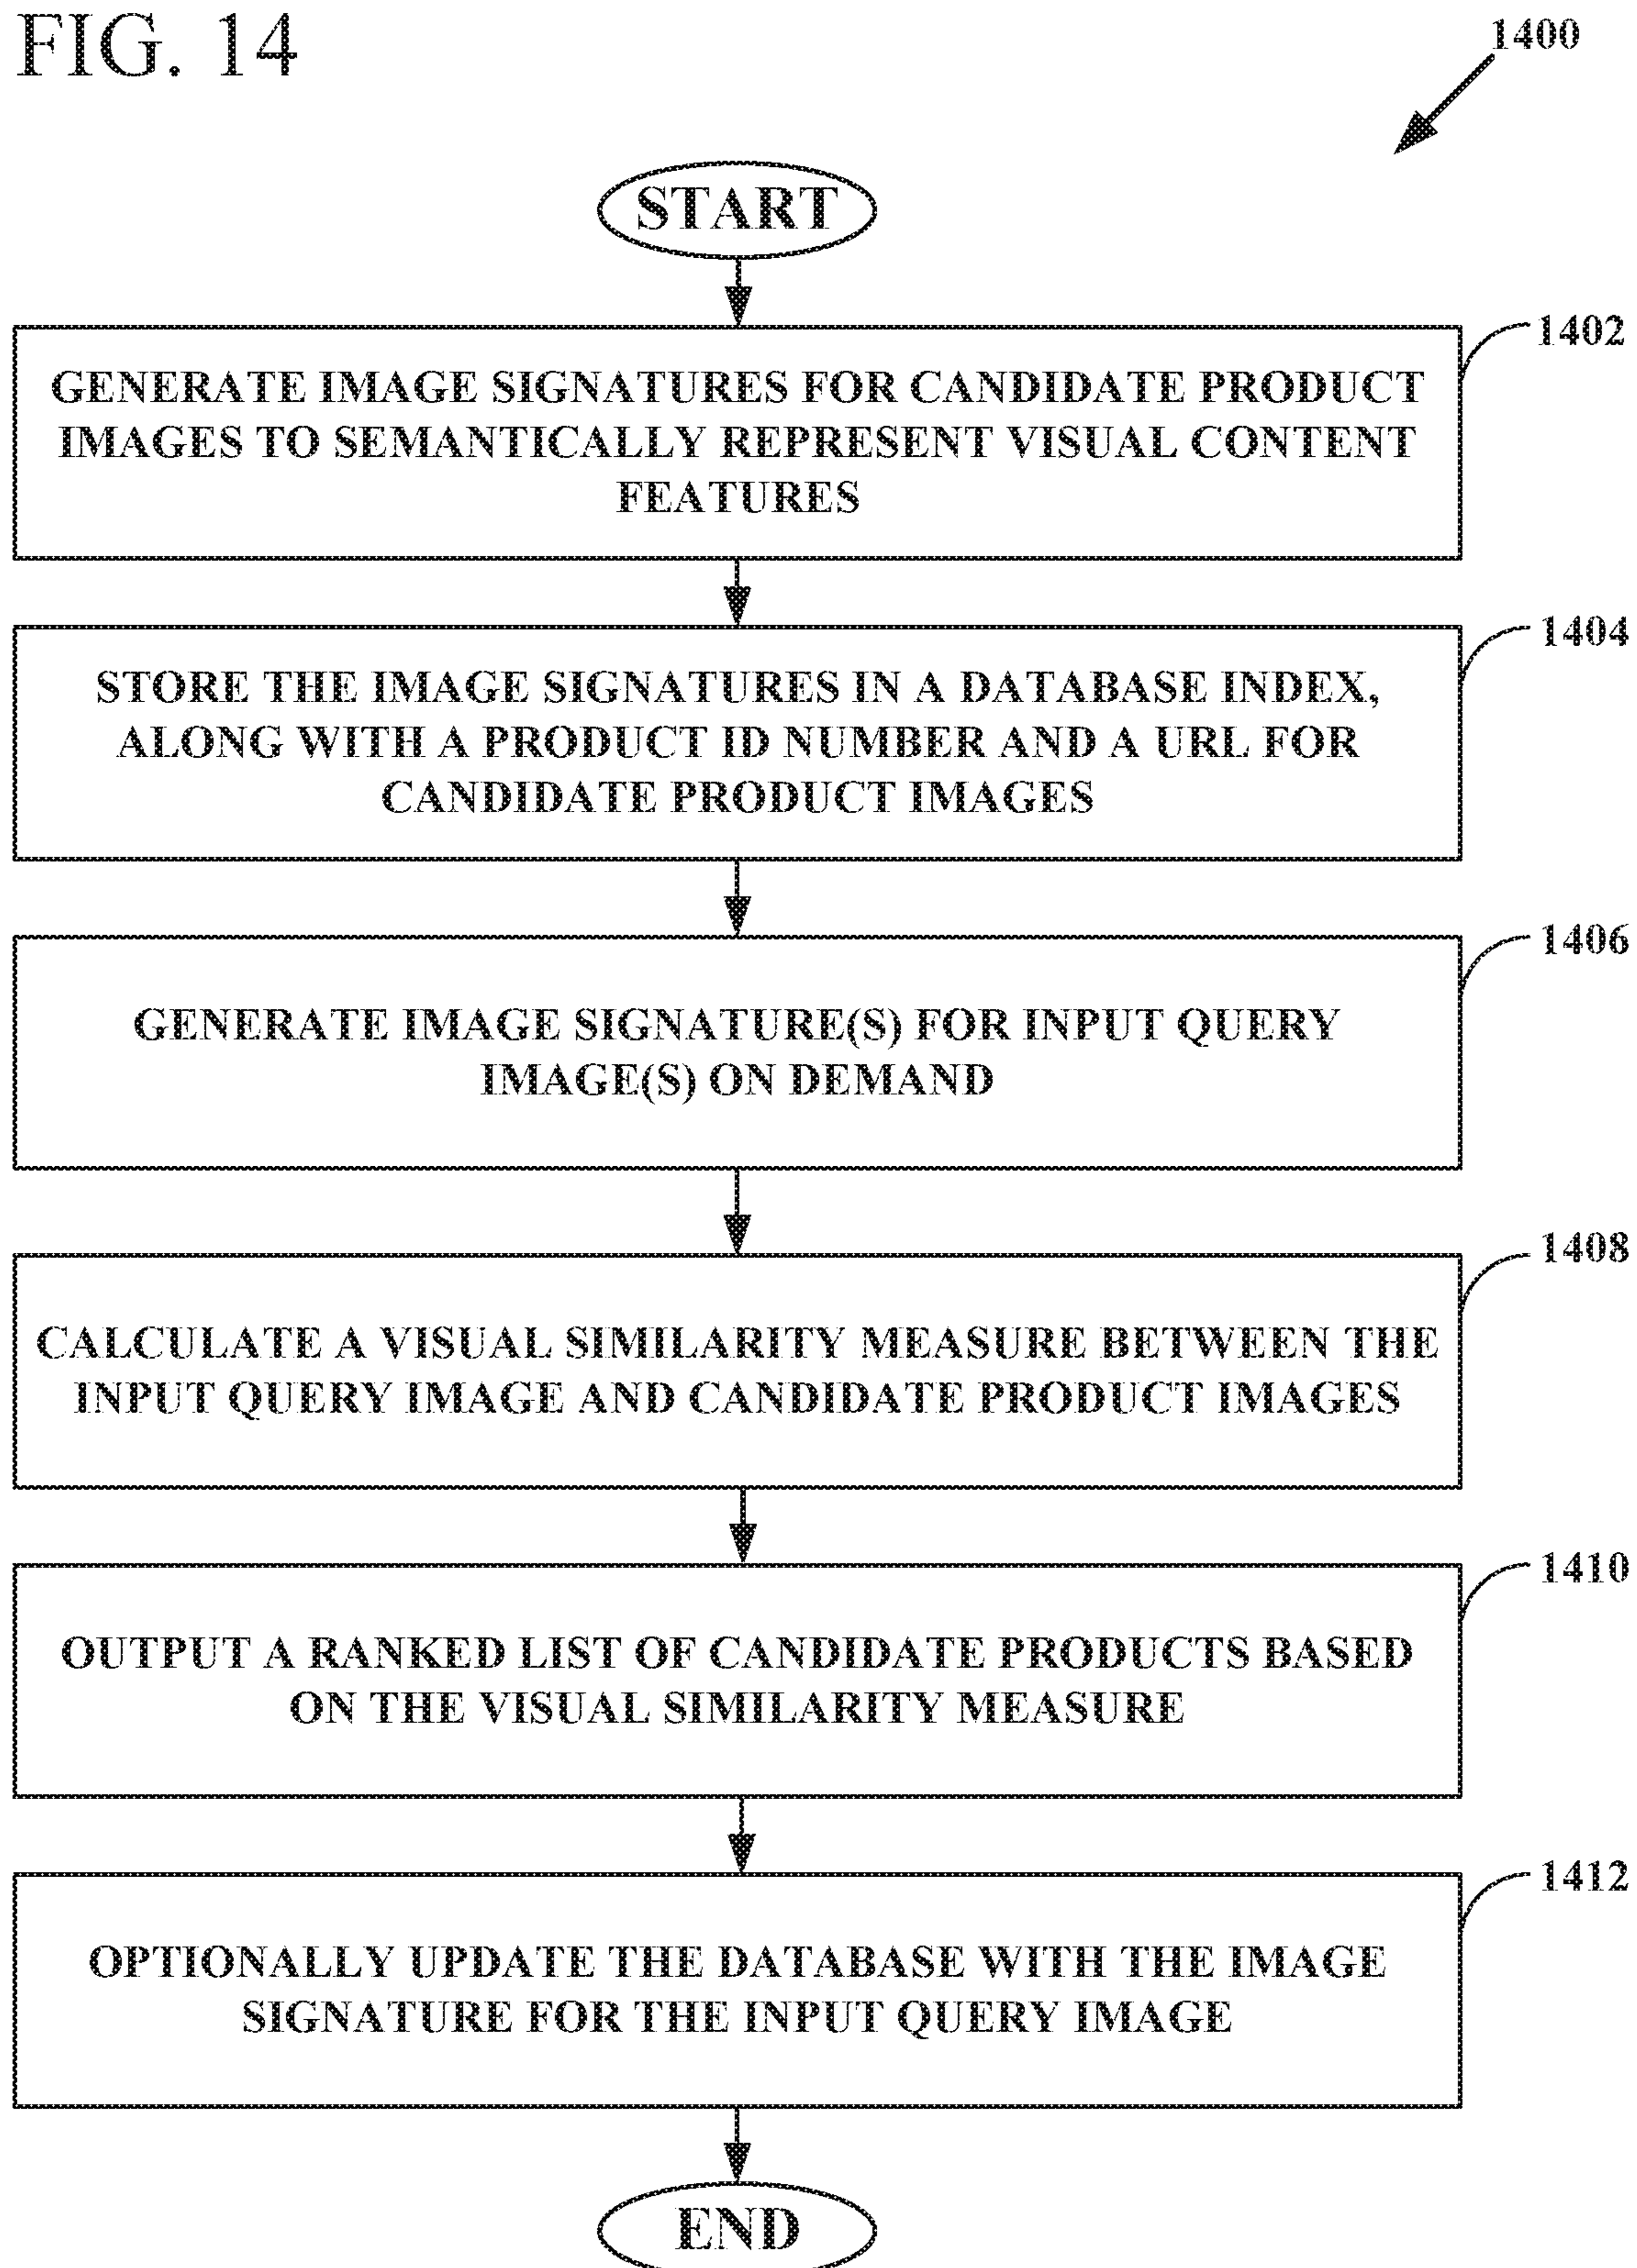 FIG. 14
1400
START
1402
GENERATE IMAGE SIGNATURES FOR CANDIDATE PRODUCT
IMAGES TO SEMANTICALLY REPRESENT VISUAL CONTENT
FEATURES
1404
STORE THE IMAGE SIGNATURES IN A DATABASE INDEX,
ALONG WITH A PRODUCT ID NUMBER AND A URL FOR
CANDIDATE PRODUCT IMAGES
1406
GENERATE IMAGE SIGNATURE(S) FOR INPUT QUERY
IMAGE(S) ON DEMAND
1408
CALCULATE A VISUAL SIMILARITY MEASURE BETWEEN THE
INPUT QUERY IMAGE AND CANDIDATE PRODUCT IMAGES
1410
OUTPUT A RANKED LIST OF CANDIDATE PRODUCTS BASED
ON THE VISUAL SIMILARITY MEASURE
1412
OPTIONALLY UPDATE THE DATABASE WITH THE IMAGE
SIGNATURE FOR THE INPUT QUERY IMAGE
END